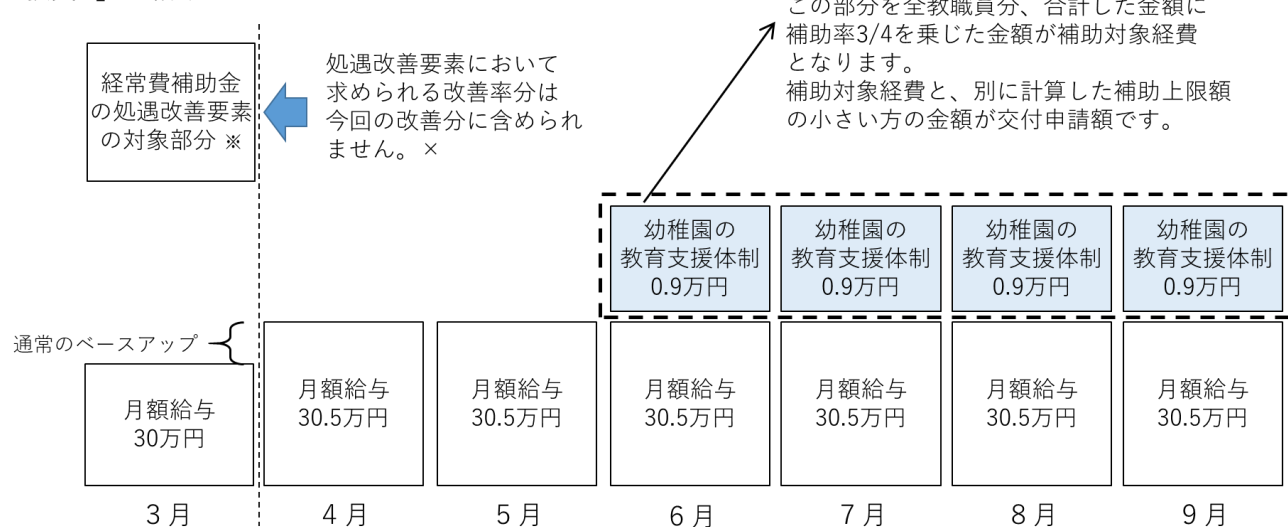 この部分を全教職員分、合計した金額に
補助率3/4を乗じた金額が補助対象経費
となります。
補助対象経費と、別に計算した補助上限額
の小さい方の金額が交付申請額です。
経常費補助金
の処遇改善要素
の対象部分 ※
処遇改善要素において
求められる改善率分は
今回の改善分に含められ
ません。×
幼稚園の
教育支援体制
0.9万円
幼稚園の
教育支援体制
0.9万円
幼稚園の
教育支援体制
0.9万円
幼稚園の
教育支援体制
0.9万円
通常のベースアップ
月額給与
30万円
月額給与
30.5万円
月額給与
30.5万円
月額給与
30.5万円
月額給与
30.5万円
月額給与
30.5万円
月額給与
30.5万円
3月
4月
5月
6月
7月
8月
9月